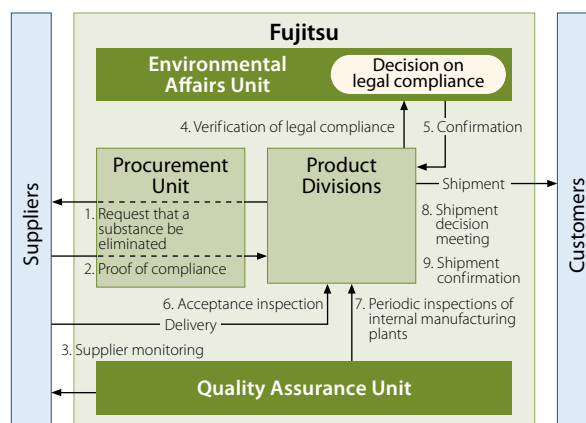 Fujitsu
Environmental
Affairs Unit
Decision on
legal compliance
4. Verification of legal compliance
5. Confirmation
Suppliers
Procurement
Unit
Product
Divisions
Shipment
Customers
1. Request that a
substance be
eliminated
2. Proof of compliance
8. Shipment
decision
meeting
9. Shipment
confirmation
6. Acceptance inspection
Delivery
7. Periodic inspections of
internal manufacturing
plants
3. Supplier monitoring
Quality Assurance Unit